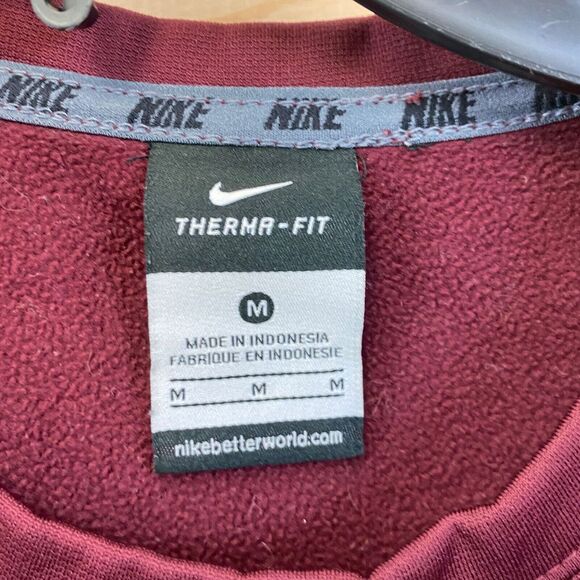 NIKE NIKE NIKE NIKE
THERMA-FIT
M
MADE IN INDONESIA
FABRIQUE EN INDONESIE
M M M
nikebetterworld.com